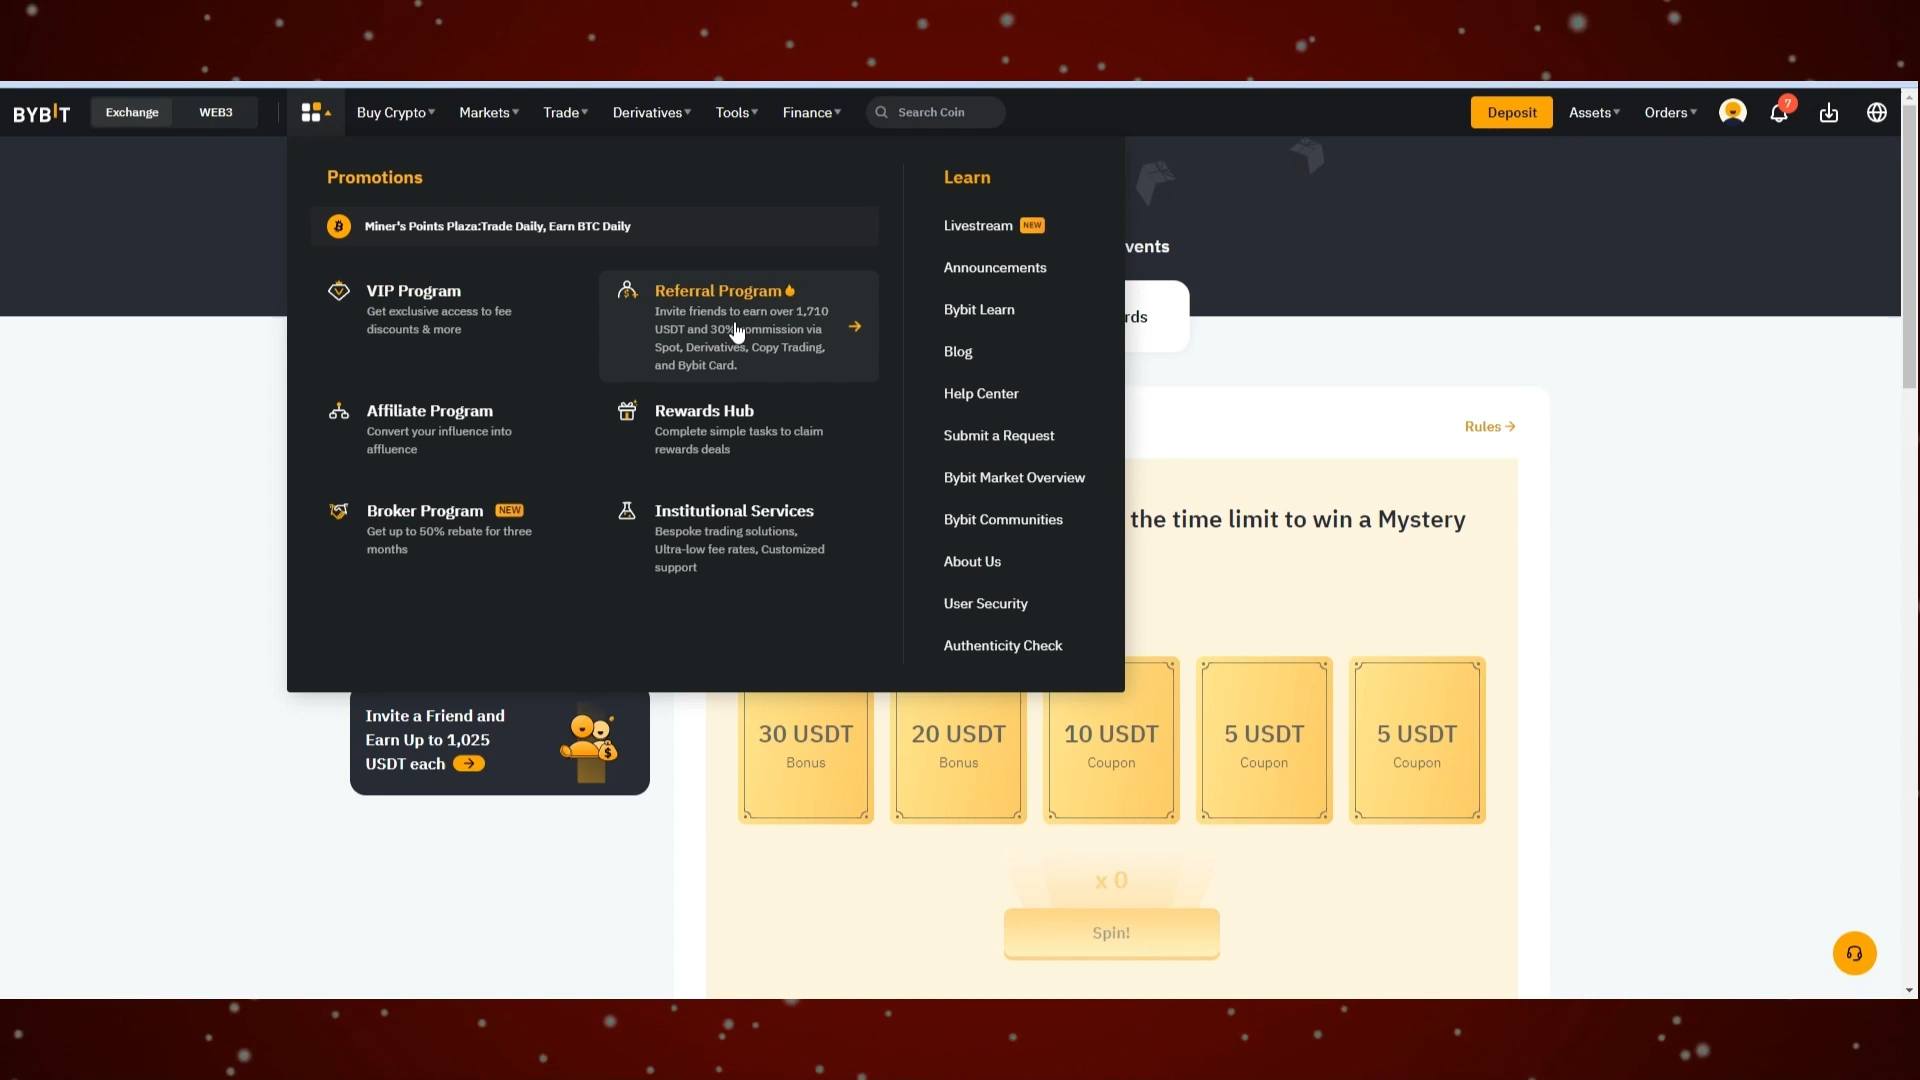 BYBIT
Exchange
WEB3
Buy Crypto
Markets
Trade
Derivatives
Tools
Finance
Search Coin
Deposit
Assets
Orders
7
Promotions
Miner's Points Plaza:Trade Daily, Earn BTC Daily
VIP Program
Get exclusive access to fee
discounts & more
Referral Program
Invite friends to earn over 1,710
USDT and 30% commission via
Spot, Derivatives, Copy Trading,
and Bybit Card.
Affiliate Program
Convert your influence into
affluence
Rewards Hub
Complete simple tasks to claim
rewards deals
Broker Program NEW
Get up to 50% rebate for three
months
Institutional Services
Bespoke trading solutions,
Ultra-low fee rates, Customized
support
Learn
Livestream NEW
Announcements
Bybit Learn
Blog
Help Center
Submit a Request
Bybit Market Overview
Bybit Communities
About Us
User Security
Authenticity Check
vents
rds
Rules
the time limit to win a Mystery
Invite a Friend and
Earn Up to 1,025
USDT each
30 USDT
Bonus
20 USDT
Bonus
10 USDT
Coupon
5 USDT
Coupon
5 USDT
Coupon
x 0
Spin!